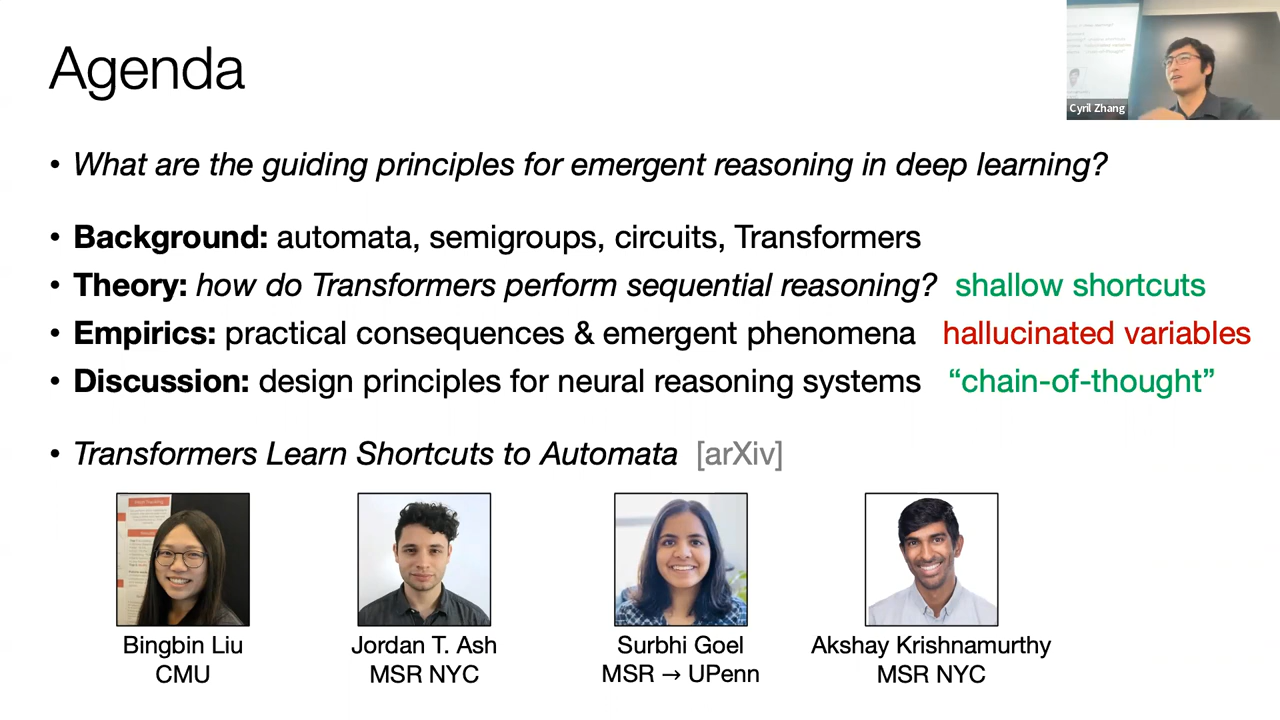 Agenda
Cyril Zhang
• What are the guiding principles for emergent reasoning in deep learning?
• Background: automata, semigroups, circuits, Transformers
• Theory: how do Transformers perform sequential reasoning? shallow shortcuts
• Empirics: practical consequences & emergent phenomena hallucinated variables
• Discussion: design principles for neural reasoning systems “chain-of-thought”
• Transformers Learn Shortcuts to Automata [arXiv]
Bingbin Liu
CMU
Jordan T. Ash
MSR NYC
Surbhi Goel
MSR → UPenn
Akshay Krishnamurthy
MSR NYC